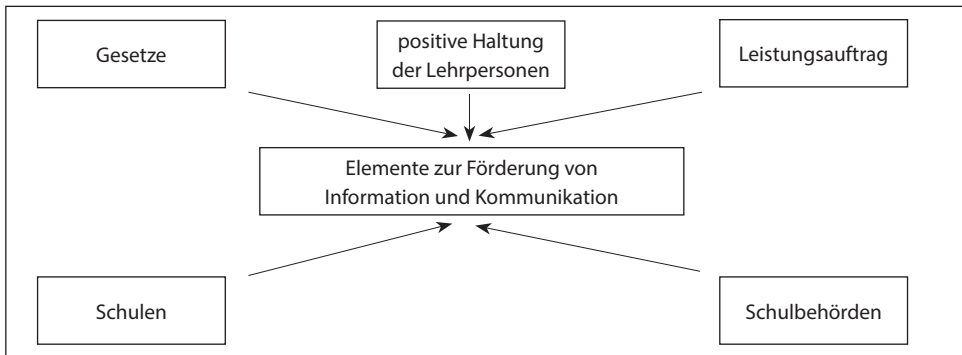 Gesetze
positive Haltung
der Lehrpersonen
Leistungsauftrag
Elemente zur Förderung von
Information und Kommunikation
Schulen
Schulbehörden